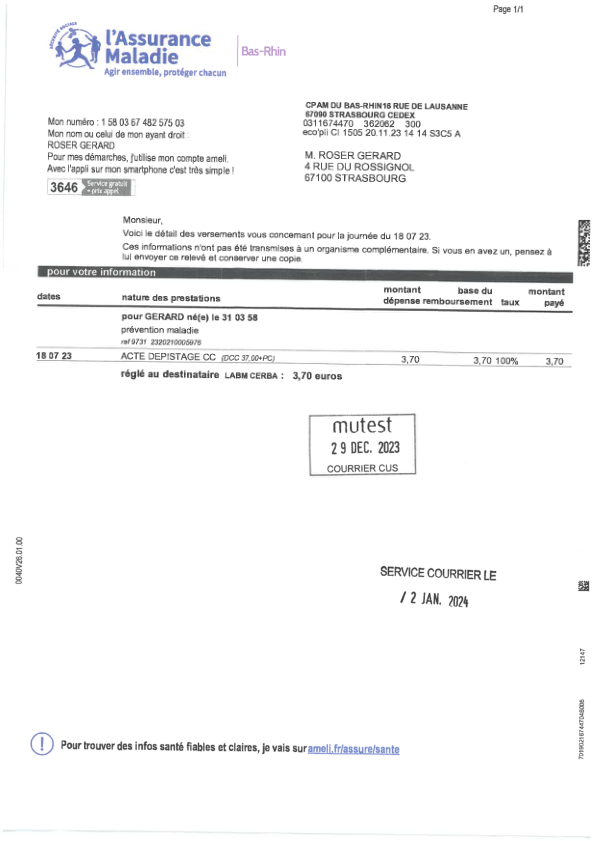 Page 1/1
SÉCURITÉ SOCIALE
l'Assurance
Maladie
Agir ensemble, protéger chacun
Bas-Rhin
CPAM DU BAS-RHIN16 RUE DE LAUSANNE
67090 STRASBOURG CEDEX
0311674470 362062 300
eco'pli CI 1505 20.11.23 14 14 S3C5 A
Mon numéro : 1 58 03 67 482 575 03
Mon nom ou celui de mon ayant droit :
ROSER GERARD
Pour mes démarches, j'utilise mon compte ameli.
Avec l'appli sur mon smartphone c'est très simple !
3646 Service gratuit
+ prix appel
M. ROSER GERARD
4 RUE DU ROSSIGNOL
67100 STRASBOURG
Monsieur,
Voici le détail des versements vous concernant pour la journée du 18 07 23.
Ces informations n'ont pas été transmises à un organisme complémentaire. Si vous en avez un, pensez à
lui envoyer ce relevé et conserver une copie.
pour votre information
dates nature des prestations montant dépense base du remboursement taux montant payé
pour GERARD né(e) le 31 03 58
prévention maladie
ref 9731 2320210005976
18 07 23 ACTE DEPISTAGE CC (DCC 37,00+PC) 3,70 3,70 100% 3,70
réglé au destinataire LABM CERBA : 3,70 euros
mutest
29 DEC. 2023
COURRIER CUS
SERVICE COURRIER LE
/ 2 JAN. 2024
0040V26.01.00
12147
Pour trouver des infos santé fiables et claires, je vais sur ameli.fr/assure/sante